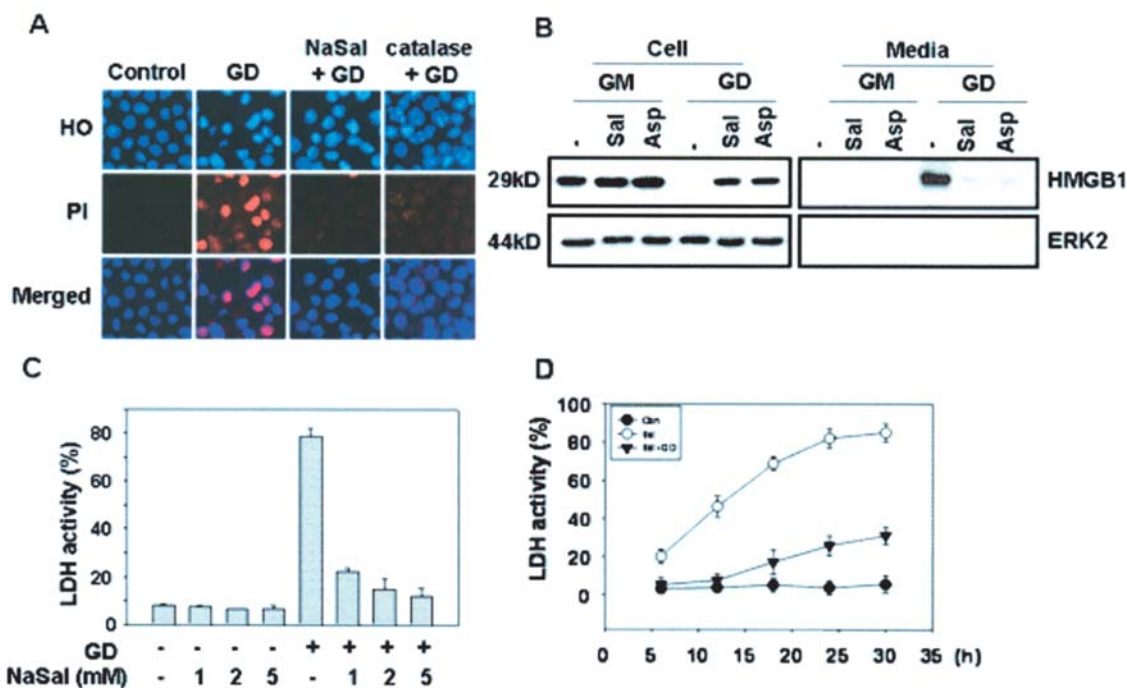 A
Control GD NaSal + GD catalase + GD
HO
PI
Merged
B
Cell Media
GM GD GM GD
- Sal Asp - Sal Asp - Sal Asp - Sal Asp
29kD HMGB1
44kD ERK2
C
LDH activity (%)
80
60
40
20
0
GD - - - - + + + +
NaSal (mM) - 1 2 5 - 1 2 5
D
LDH activity (%)
100
80
60
40
20
0
Sal+GD
0 5 10 15 20 25 30 35 (h)